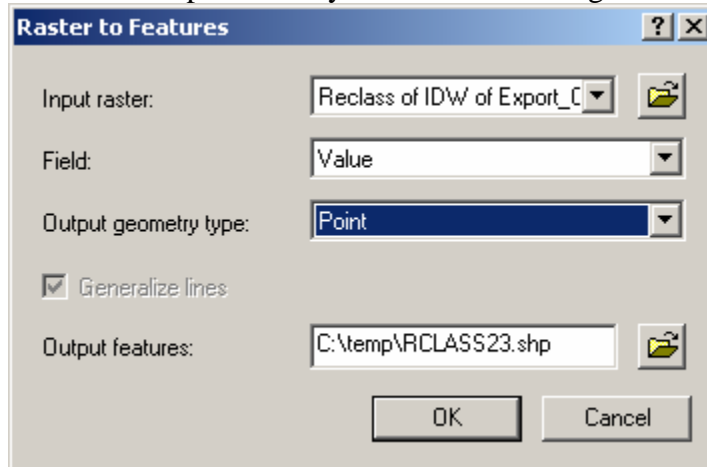 Raster to Features
Input raster: Reclass of IDW of Export_
Field: Value
Output geometry type: Point
Generalize lines
Output features: C:\temp\RCLASS23.shp
OK Cancel